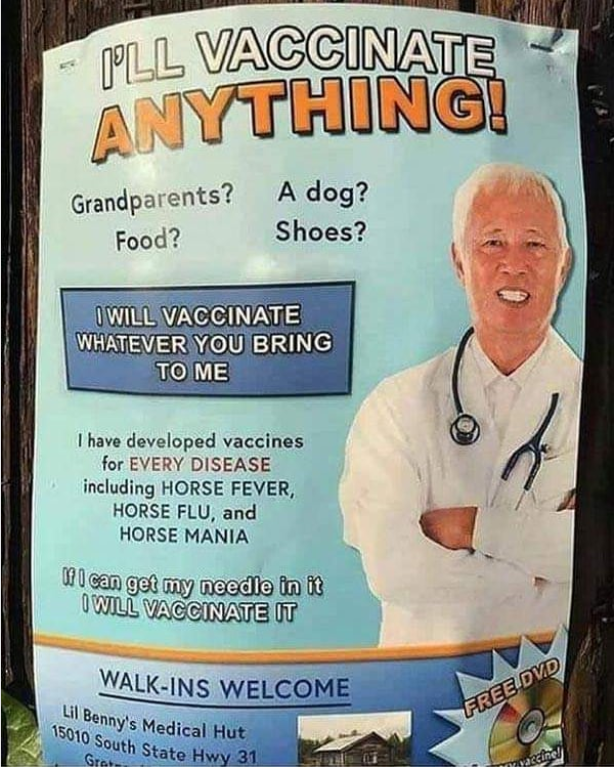 I'LL VACCINATE
ANYTHING!
Grandparents? A dog?
Food? Shoes?
I WILL VACCINATE
WHATEVER YOU BRING
TO ME
I have developed vaccines
for EVERY DISEASE
including HORSE FEVER,
HORSE FLU, and
HORSE MANIA
If I can get my needle in it
I WILL VACCINATE IT
WALK-INS WELCOME
Lil Benny's Medical Hut
15010 South State Hwy 31
FREE DVD
vaccine!